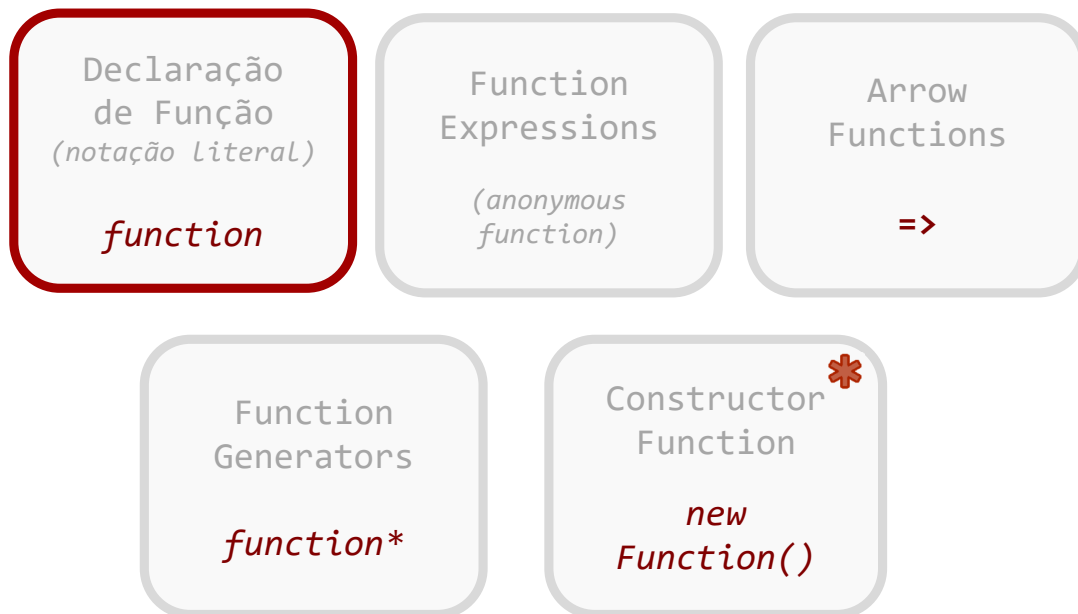 Declaração
de Função
(notação literal)
function
Function
Expressions
(anonymous
function)
Arrow
Functions
=>
Function
Generators
function*
*
Constructor
Function
new
Function()